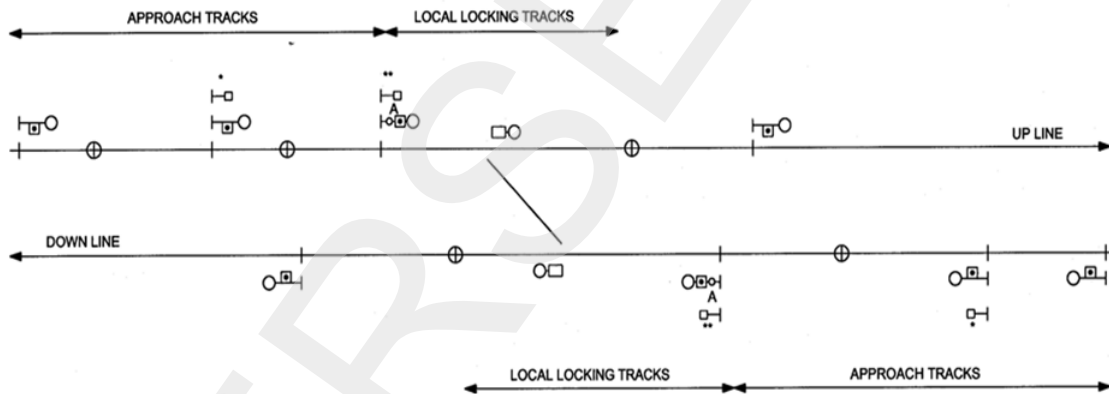 APPROACH TRACKS
LOCAL LOCKING TRACKS
*
**
A
UP LINE
DOWN LINE
A
**
*
LOCAL LOCKING TRACKS
APPROACH TRACKS